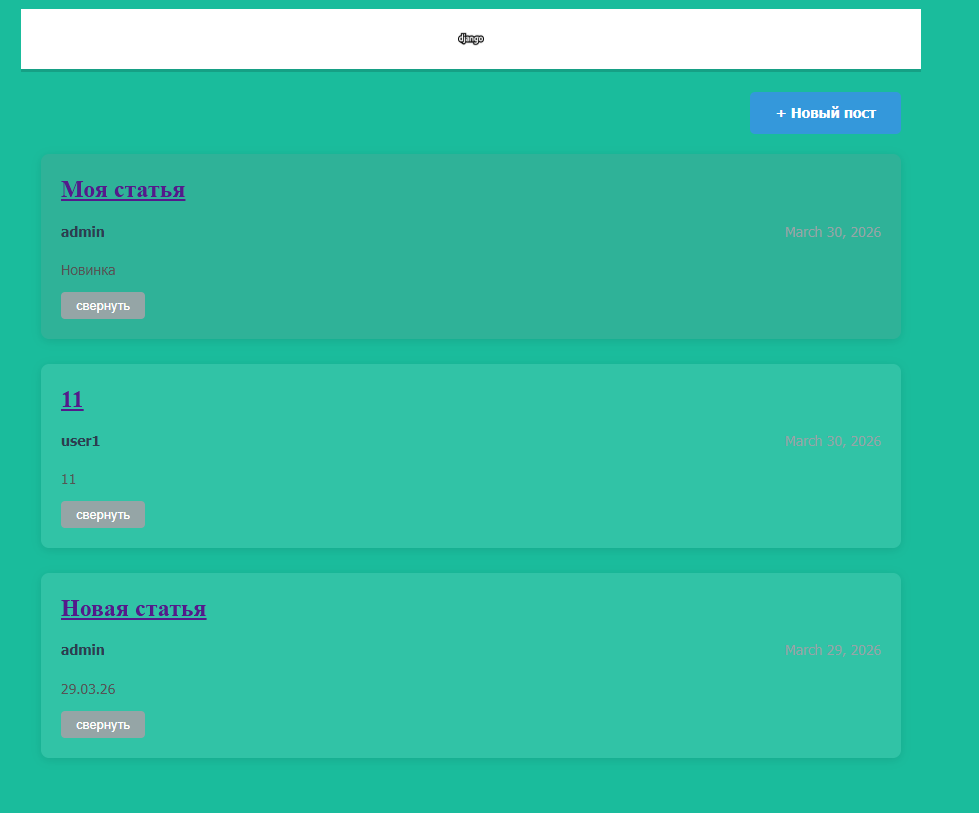 django
+ Новый пост
Моя статья
admin
March 30, 2026
Новинка
свернуть
11
user1
March 30, 2026
11
свернуть
Новая статья
admin
March 29, 2026
29.03.26
свернуть